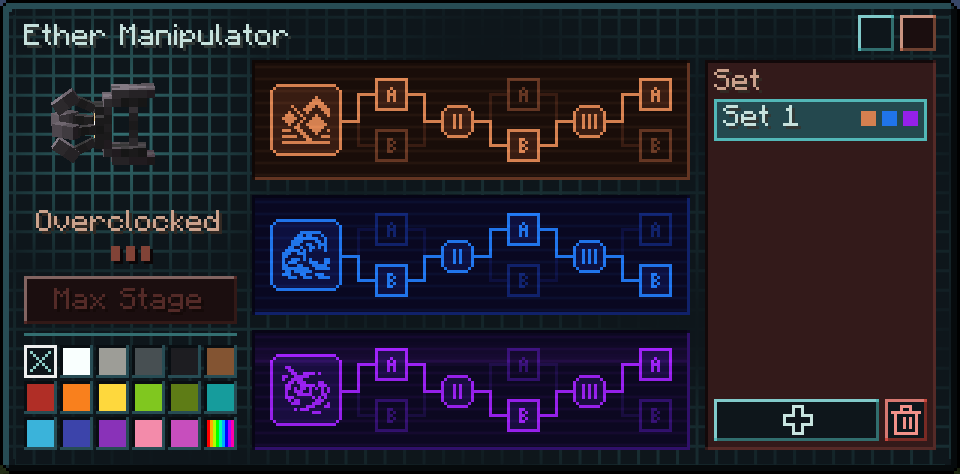 Ether Manipulator
Overclocked
Max Stage
A II A III A
B B B
A II A III A
B B B
A II A III A
B B B
Set
Set 1